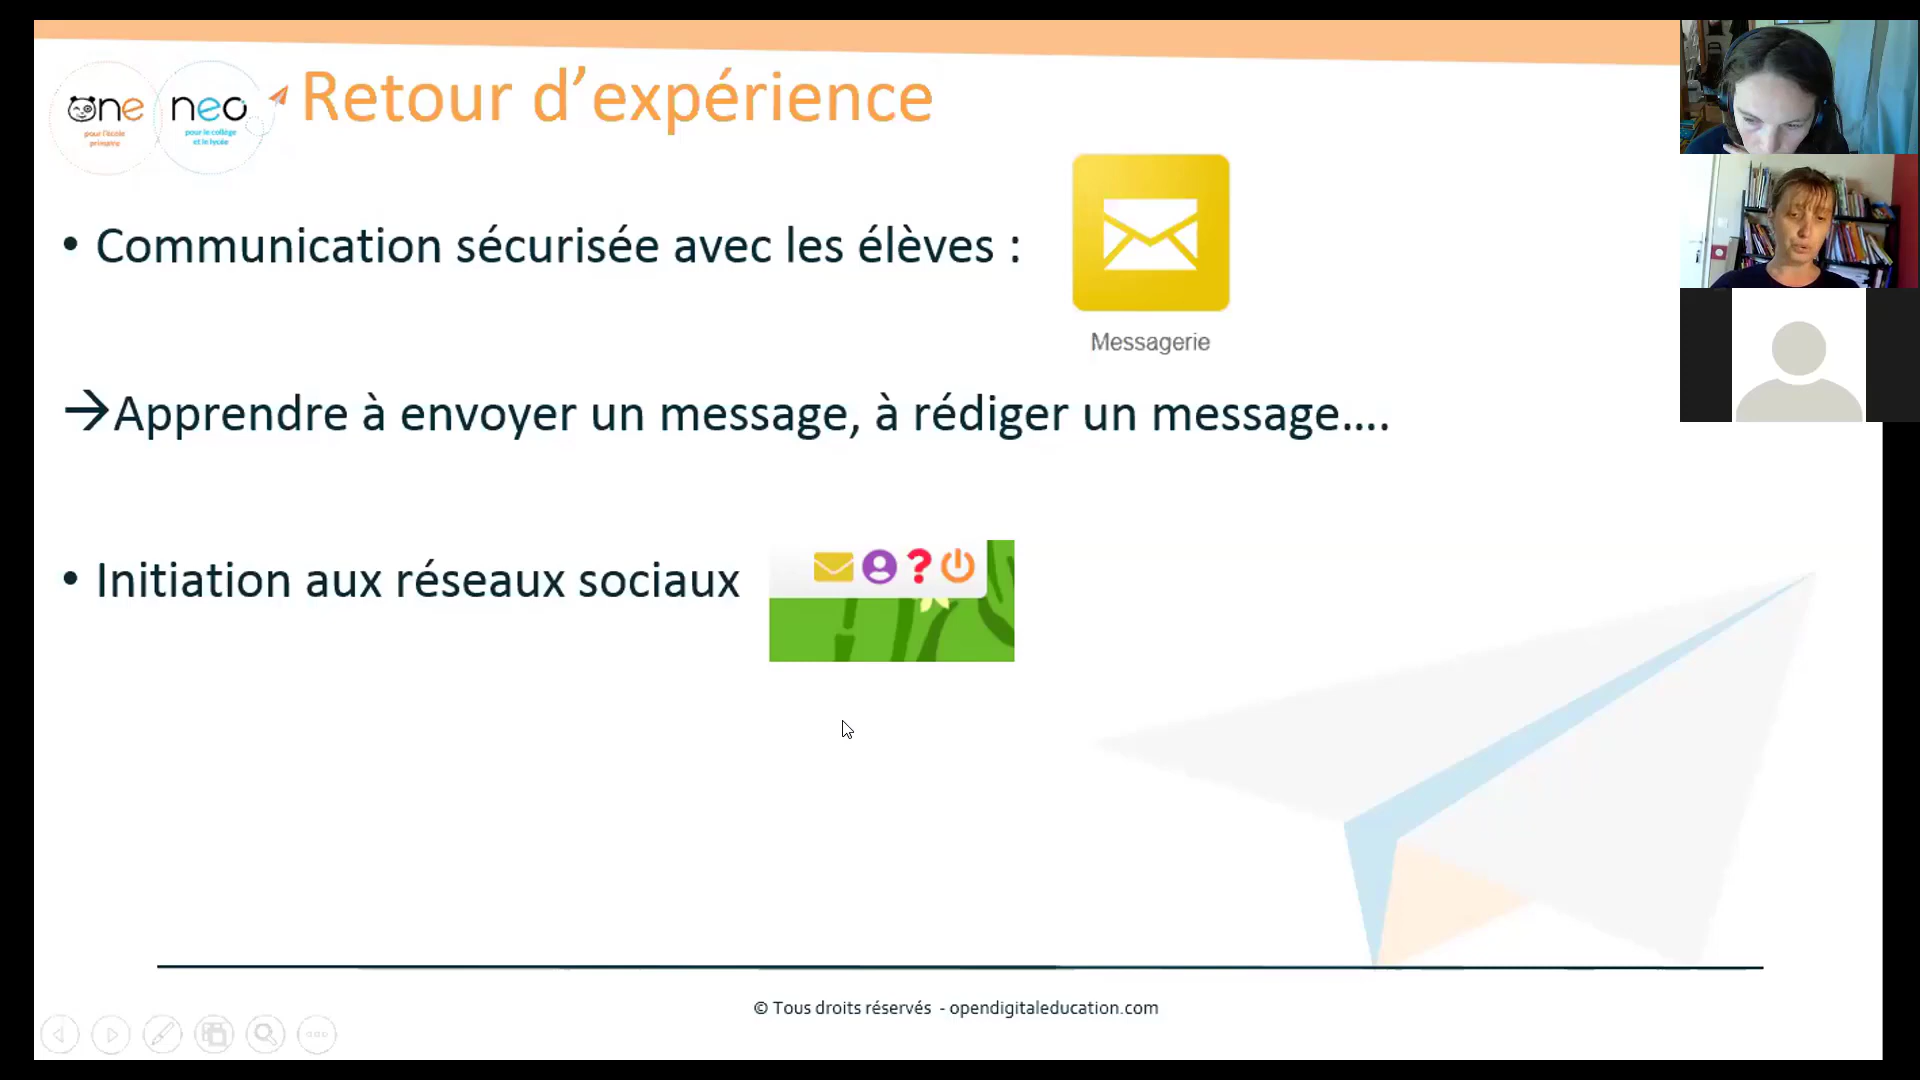 one
pour l'école
primaire
neo
pour le collège
et le lycée
Retour d’expérience
• Communication sécurisée avec les élèves :
Messagerie
→Apprendre à envoyer un message, à rédiger un message....
• Initiation aux réseaux sociaux
?
© Tous droits réservés - opendigitaleducation.com